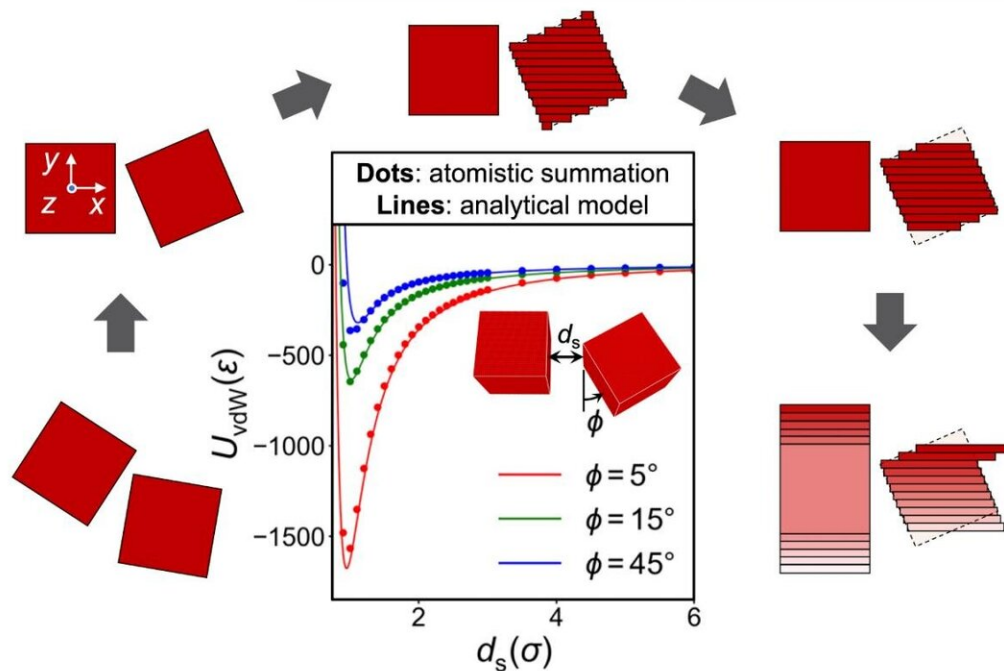 Dots: atomistic summation
Lines: analytical model
y
z x
0
−500
−1000
−1500
U_vdW(ε)
d_s
ϕ
ϕ = 5°
ϕ = 15°
ϕ = 45°
2 4 6
d_s(σ)